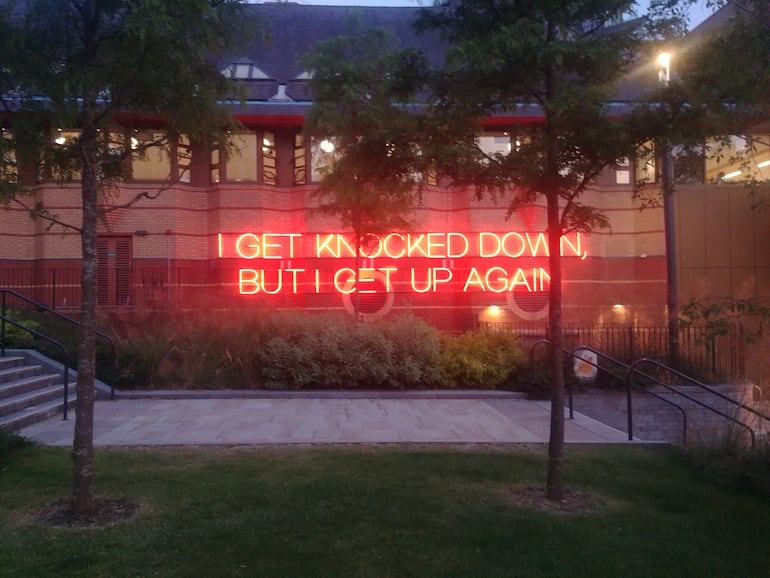 I GET KNOCKED DOWN,
BUT I GET UP AGAIN